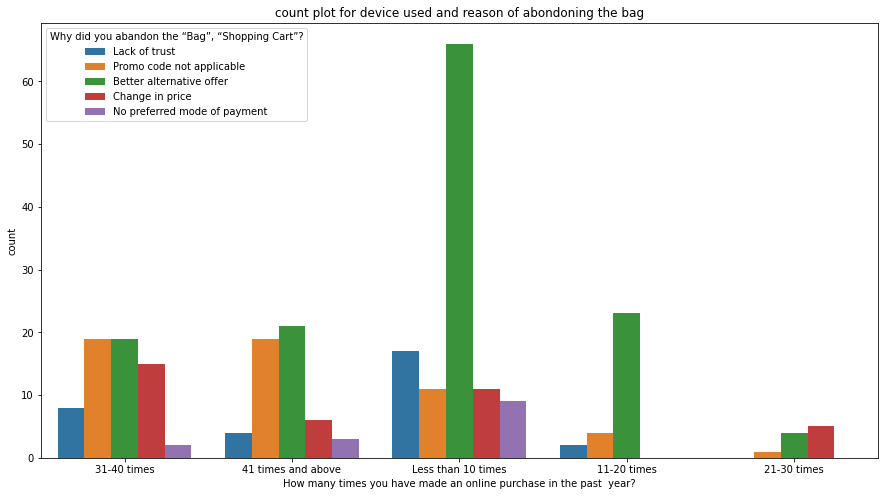 count plot for device used and reason of abondoning the bag
Why did you abandon the “Bag”, “Shopping Cart”?
Lack of trust
Promo code not applicable
Better alternative offer
Change in price
No preferred mode of payment
count
60
50
40
30
20
10
0
31-40 times 41 times and above Less than 10 times 11-20 times 21-30 times
How many times you have made an online purchase in the past  year?